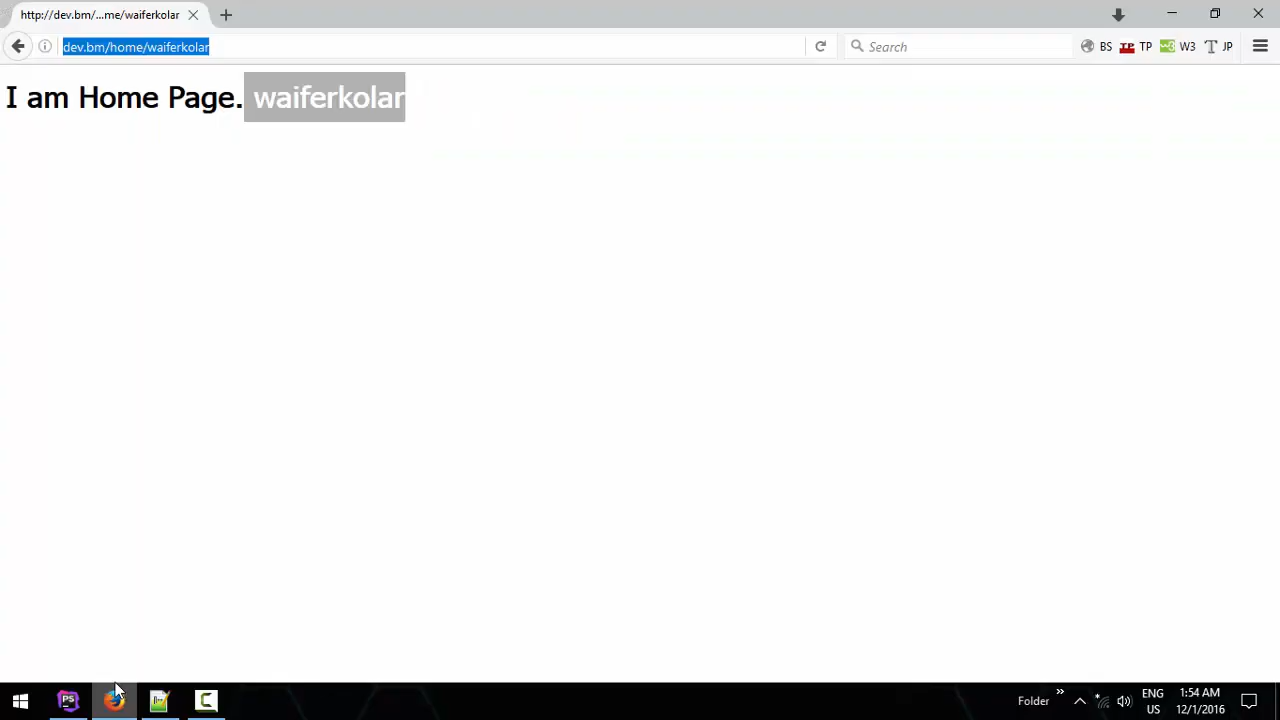 http://dev.bm/...me/waiferkolar
dev.bm/home/waiferkolar
Search
BS
TP
W3
JP
I am Home Page. waiferkolar
Folder
ENG
US
1:54 AM
12/1/2016